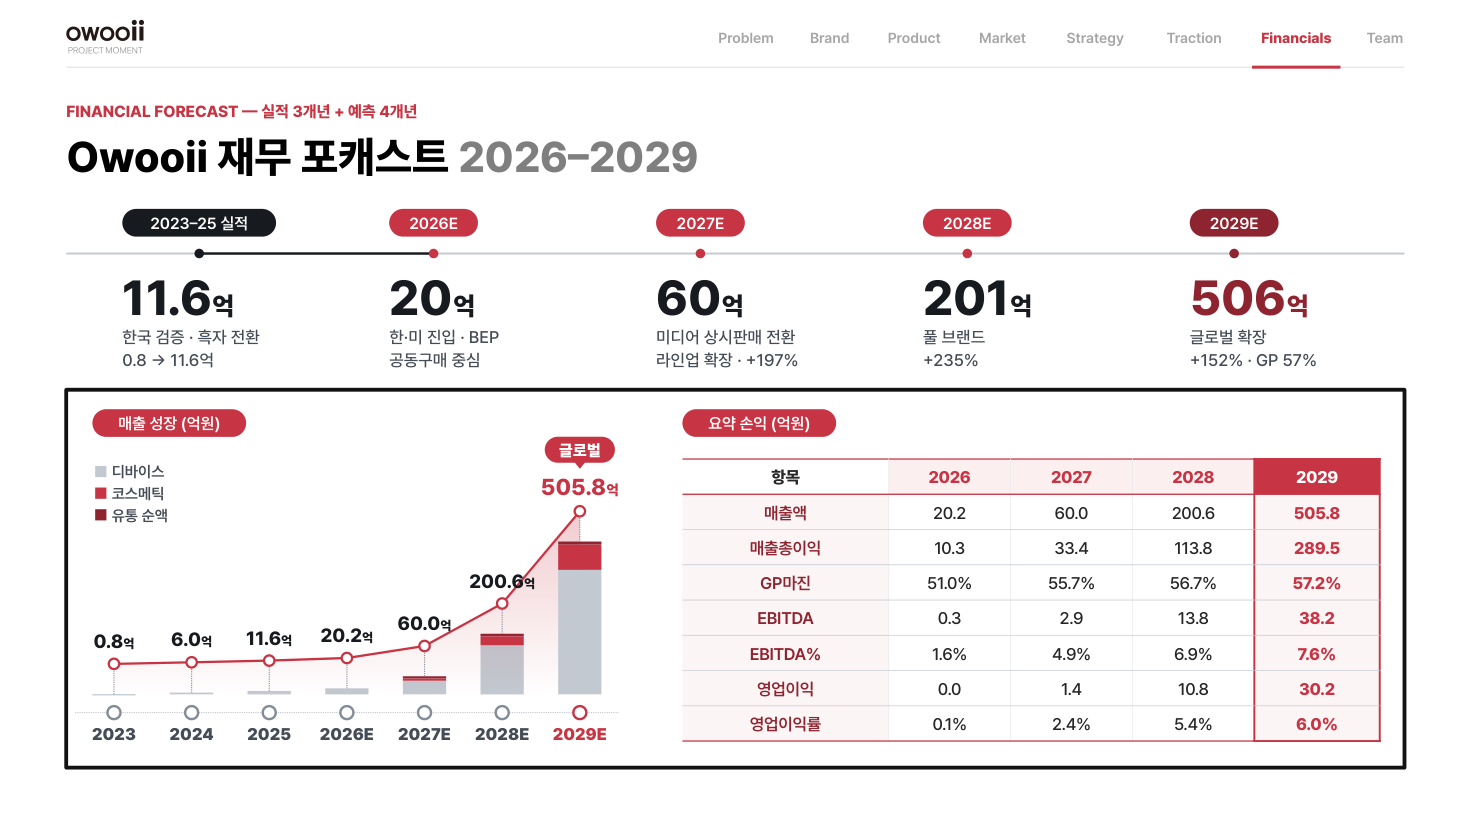 owooii
PROJECT MOMENT
Problem Brand Product Market Strategy Traction Financials Team
FINANCIAL FORECAST — 실적 3개년 + 예측 4개년
Owooii 재무 포캐스트 2026–2029
2023–25 실적 2026E 2027E 2028E 2029E
11.6억 20억 60억 201억 506억
한국 검증 · 흑자 전환 한·미 진입 · BEP 미디어 상시판매 전환 풀 브랜드 글로벌 확장
0.8 → 11.6억 공동구매 중심 라인업 확장 · +197% +235% +152% · GP 57%
매출 성장 (억원)
디바이스
코스메틱
유통 순액
글로벌
505.8억
200.6억
60.0억
20.2억
11.6억
6.0억
0.8억
2023 2024 2025 2026E 2027E 2028E 2029E
요약 손익 (억원)
항목 2026 2027 2028 2029
매출액 20.2 60.0 200.6 505.8
매출총이익 10.3 33.4 113.8 289.5
GP마진 51.0% 55.7% 56.7% 57.2%
EBITDA 0.3 2.9 13.8 38.2
EBITDA% 1.6% 4.9% 6.9% 7.6%
영업이익 0.0 1.4 10.8 30.2
영업이익률 0.1% 2.4% 5.4% 6.0%